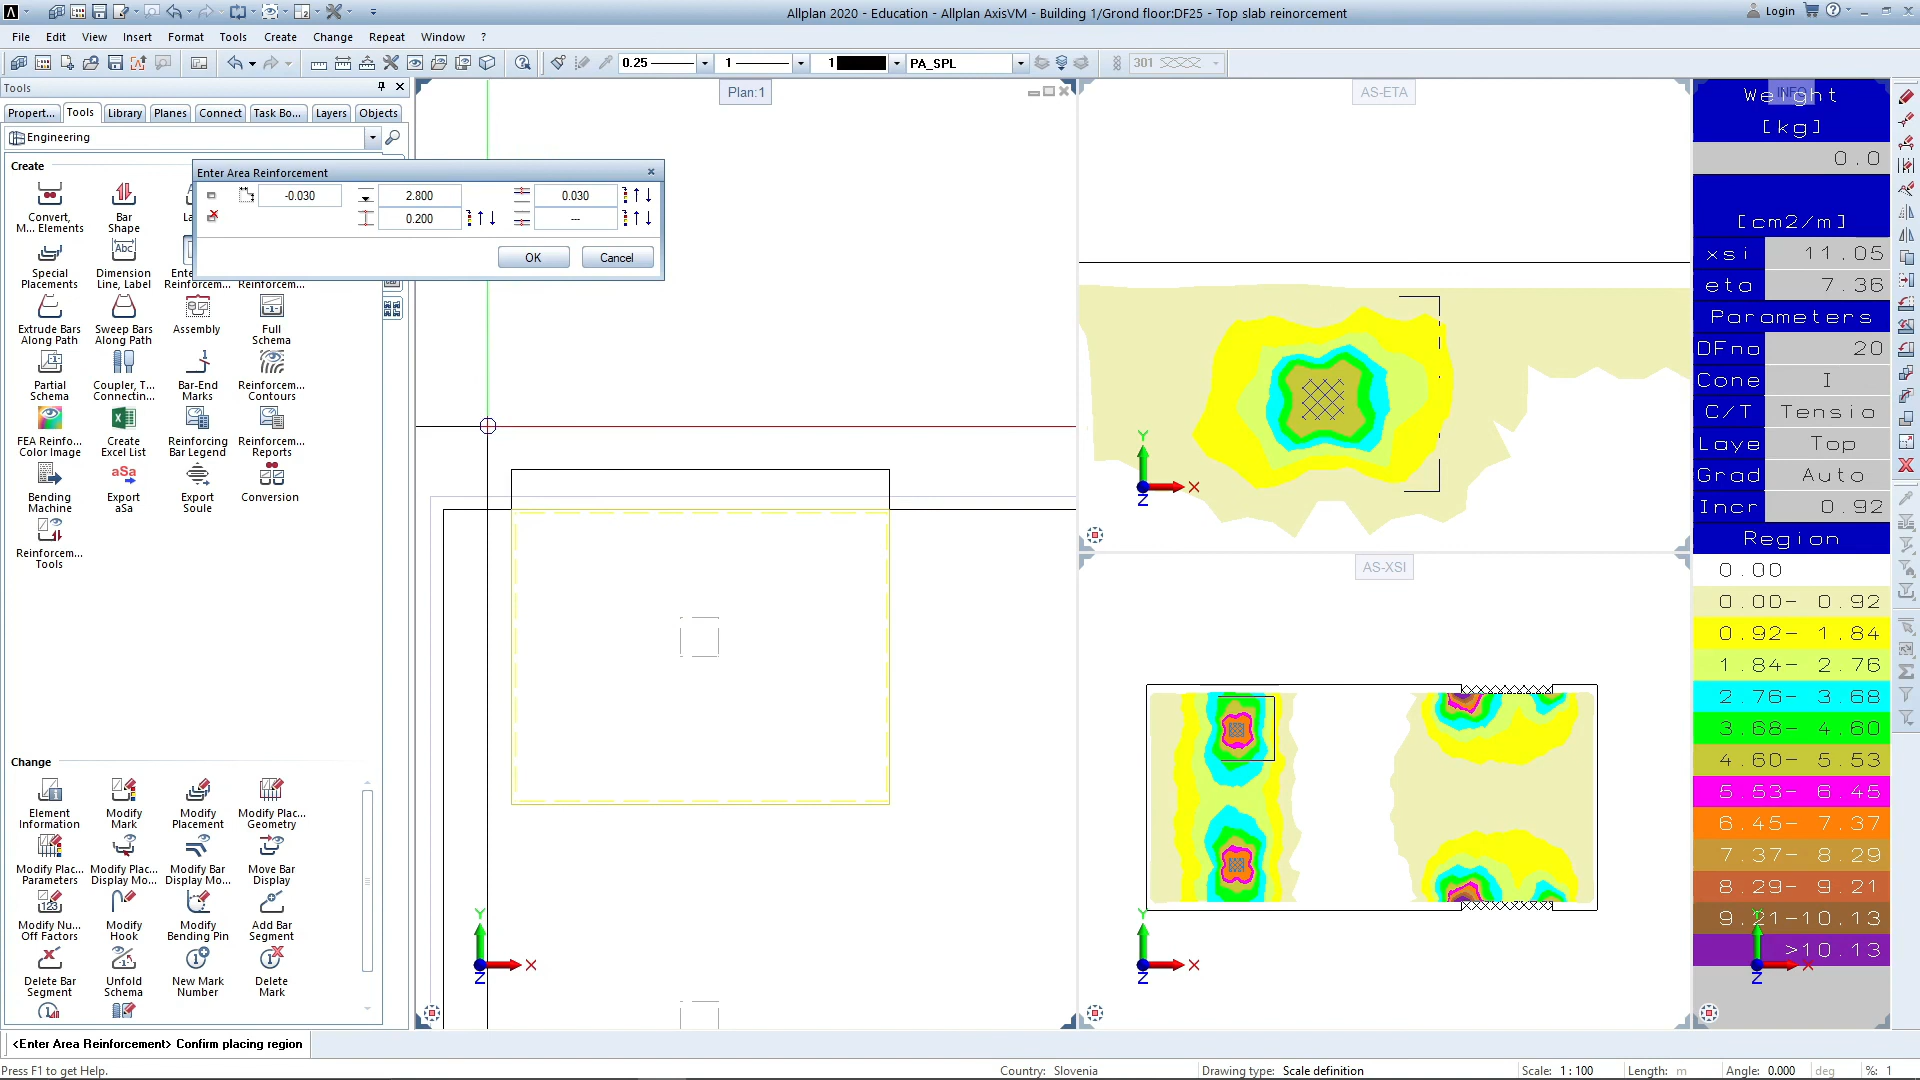 Allplan 2020 - Education - Allplan AxisVM - Building 1/Grond floor:DF25 - Top slab reinorcement
Login
File Edit View Insert Format Tools Create Change Repeat Window ?
0.25 1 1 PA_SPL 301
Tools
Propert... Tools Library Planes Connect Task Bo... Layers Objects
Engineering
Create
Convert,
M... Elements
Bar
Shape
Special
Placements
Dimension
Line, Label
Reinforcem...
Reinforcem...
Extrude Bars
Along Path
Sweep Bars
Along Path
Assembly
Full
Schema
Partial
Schema
Coupler, T...
Connectin...
Bar-End
Marks
Reinforcem...
Contours
FEA Reinfo...
Color Image
Create
Excel List
Reinforcing
Bar Legend
Reinforcem...
Reports
Bending
Machine
aSa
Export
aSa
Export
Soule
Conversion
Reinforcem...
Tools
Enter Area Reinforcement
-0.030 2.800 0.030
0.200 ---
OK Cancel
Change
Element
Information
Modify
Mark
Modify
Placement
Modify Plac...
Geometry
Modify Plac...
Parameters
Modify Plac...
Display Mo...
Modify Bar
Display Mo...
Move Bar
Display
Modify Nu...
Off Factors
Modify
Hook
Modify
Bending Pin
Add Bar
Segment
Delete Bar
Segment
Unfold
Schema
New Mark
Number
Delete
Mark
Plan:1
Y
X
Z
AS-ETA
Y
X
Z
AS-XSI
Y
X
Z
INFO
Weight
[kg]
0.0
[cm2/m]
xsi 11.05
eta 7.36
Parameters
DFno 20
Cone I
C/T Tensio
Laye Top
Grad Auto
Incr 0.92
Region
0.00
0.00- 0.92
0.92- 1.84
1.84- 2.76
2.76- 3.68
3.68- 4.60
4.60- 5.53
5.53- 6.45
6.45- 7.37
7.37- 8.29
8.29- 9.21
9.21-10.13
>10.13
Y
X
Z
<Enter Area Reinforcement> Confirm placing region
Press F1 to get Help.
Country: Slovenia
Drawing type: Scale definition
Scale: 1 : 100
Length: m
Angle: 0.000 deg
%: 1